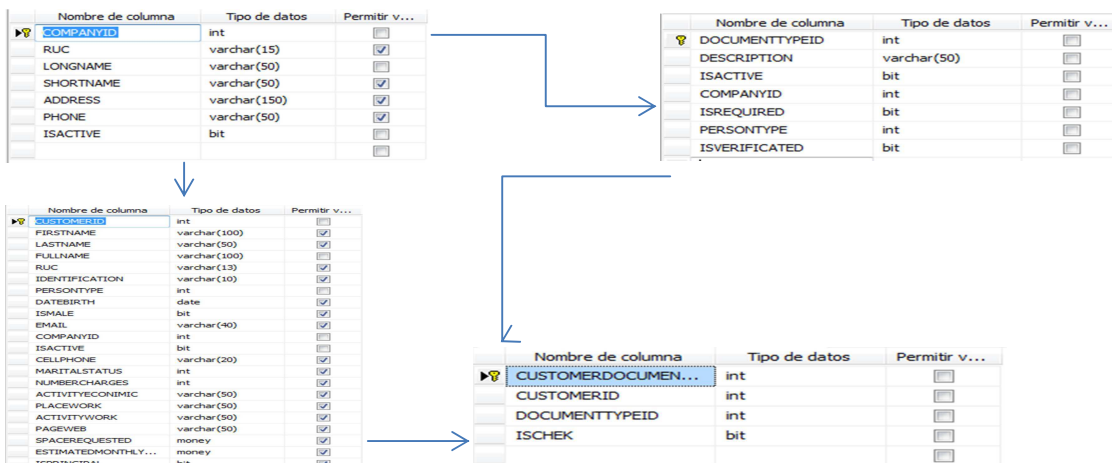 Nombre de columna Tipo de datos Permitir v...
COMPANYID int
RUC varchar(15)
LONGNAME varchar(50)
SHORTNAME varchar(50)
ADDRESS varchar(150)
PHONE varchar(50)
ISACTIVE bit
Nombre de columna Tipo de datos Permitir v...
DOCUMENTTYPEID int
DESCRIPTION varchar(50)
ISACTIVE bit
COMPANYID int
ISREQUIRED bit
PERSONTYPE int
ISVERIFICATED bit
Nombre de columna Tipo de datos Permitir v...
CUSTOMERID int
FIRSTNAME varchar(100)
LASTNAME varchar(50)
FULLNAME varchar(100)
RUC varchar(13)
IDENTIFICATION varchar(10)
PERSONTYPE int
DATEBIRTH date
ISMALE bit
EMAIL varchar(40)
COMPANYID int
ISACTIVE bit
CELLPHONE varchar(20)
MARITALSTATUS int
NUMBERCHARGES int
ACTIVITYECONIMIC varchar(50)
PLACEWORK varchar(50)
ACTIVITYWORK varchar(50)
PAGEWEB varchar(50)
SPACEREQUESTED money
ESTIMATEDMONTHLY... money
ISPRINCIPAL bit
Nombre de columna Tipo de datos Permitir v...
CUSTOMERDOCUMEN... int
CUSTOMERID int
DOCUMENTTYPEID int
ISCHEK bit